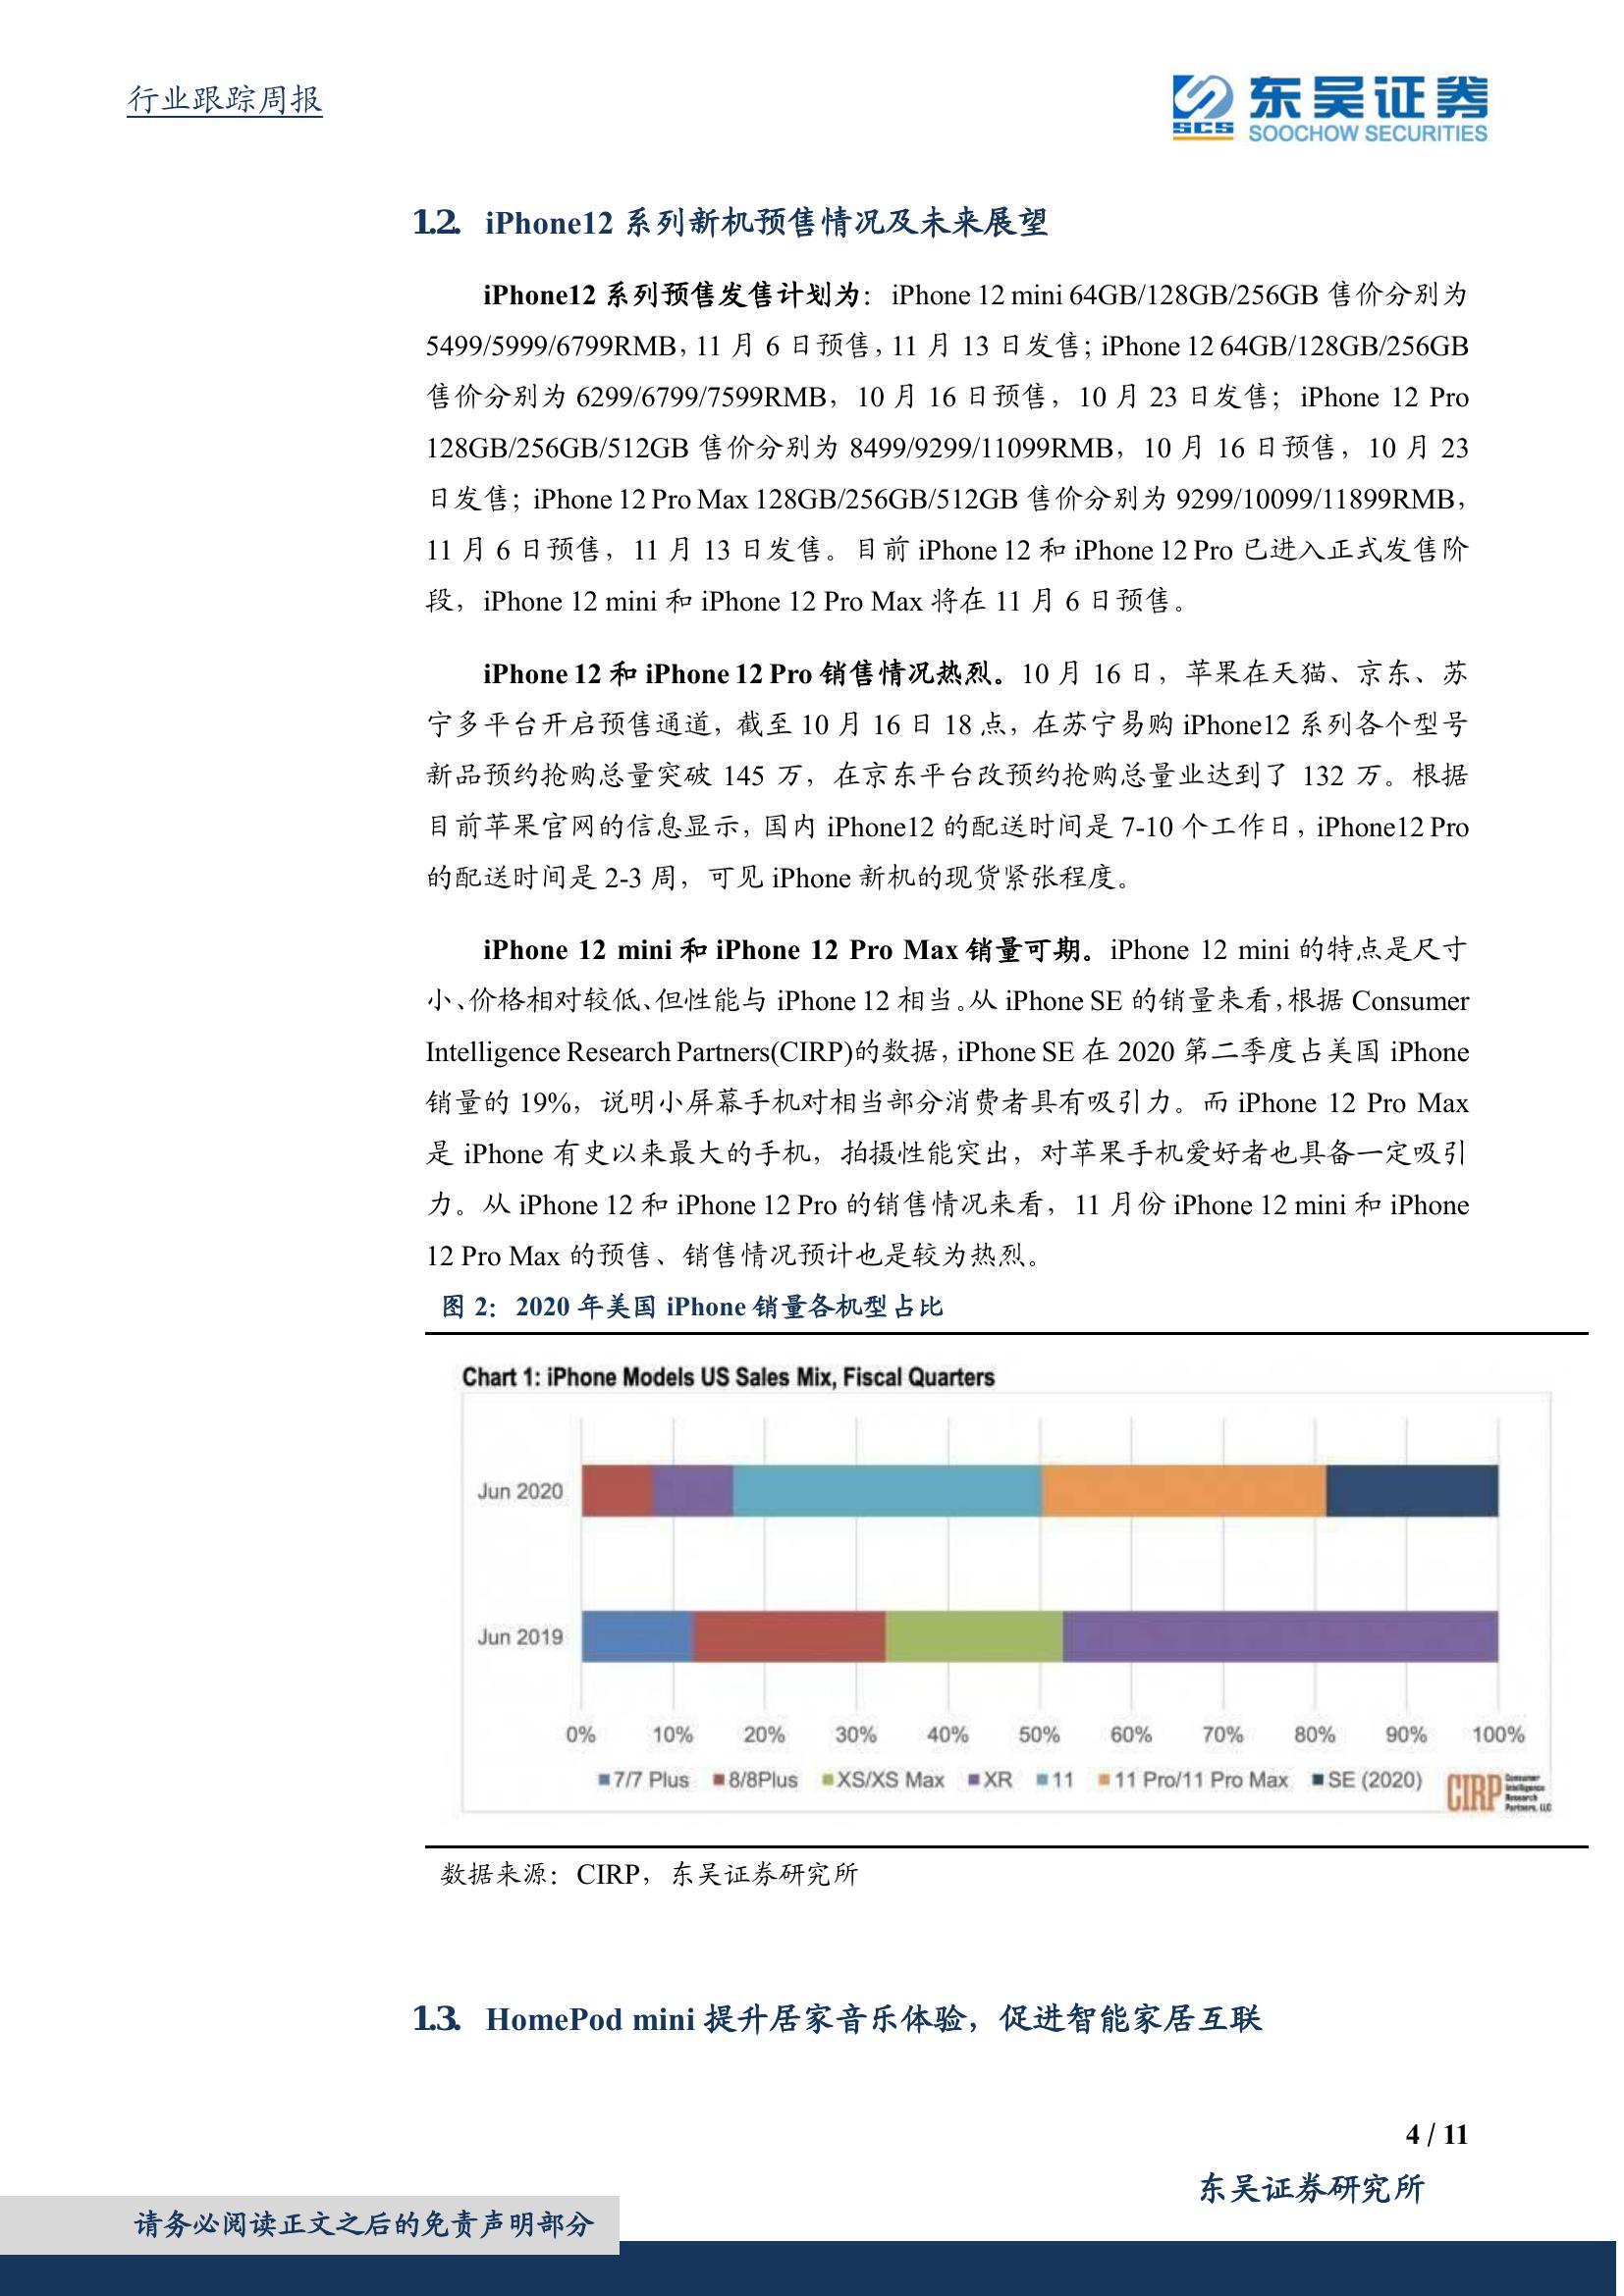 行业跟踪周报
SCS
东吴证券
SOOCHOW SECURITIES
1.2. iPhone12 系列新机预售情况及未来展望
iPhone12 系列预售发售计划为：iPhone 12 mini 64GB/128GB/256GB 售价分别为
5499/5999/6799RMB，11 月 6 日预售，11 月 13 日发售；iPhone 12 64GB/128GB/256GB
售价分别为 6299/6799/7599RMB，10 月 16 日预售，10 月 23 日发售；iPhone 12 Pro
128GB/256GB/512GB 售价分别为 8499/9299/11099RMB，10 月 16 日预售，10 月 23
日发售；iPhone 12 Pro Max 128GB/256GB/512GB 售价分别为 9299/10099/11899RMB，
11 月 6 日预售，11 月 13 日发售。目前 iPhone 12 和 iPhone 12 Pro 已进入正式发售阶
段，iPhone 12 mini 和 iPhone 12 Pro Max 将在 11 月 6 日预售。
iPhone 12 和 iPhone 12 Pro 销售情况热烈。10 月 16 日，苹果在天猫、京东、苏
宁多平台开启预售通道，截至 10 月 16 日 18 点，在苏宁易购 iPhone12 系列各个型号
新品预约抢购总量突破 145 万，在京东平台改预约抢购总量业达到了 132 万。根据
目前苹果官网的信息显示，国内 iPhone12 的配送时间是 7-10 个工作日，iPhone12 Pro
的配送时间是 2-3 周，可见 iPhone 新机的现货紧张程度。
iPhone 12 mini 和 iPhone 12 Pro Max 销量可期。iPhone 12 mini 的特点是尺寸
小、价格相对较低、但性能与 iPhone 12 相当。从 iPhone SE 的销量来看，根据 Consumer
Intelligence Research Partners(CIRP)的数据，iPhone SE 在 2020 第二季度占美国 iPhone
销量的 19%，说明小屏幕手机对相当部分消费者具有吸引力。而 iPhone 12 Pro Max
是 iPhone 有史以来最大的手机，拍摄性能突出，对苹果手机爱好者也具备一定吸引
力。从 iPhone 12 和 iPhone 12 Pro 的销售情况来看，11 月份 iPhone 12 mini 和 iPhone
12 Pro Max 的预售、销售情况预计也是较为热烈。
图 2：2020 年美国 iPhone 销量各机型占比
Chart 1: iPhone Models US Sales Mix, Fiscal Quarters
Jun 2020
Jun 2019
0% 10% 20% 30% 40% 50% 60% 70% 80% 90% 100%
7/7 Plus 8/8Plus XS/XS Max XR 11 11 Pro/11 Pro Max SE (2020)
CIRP
Consumer
Intelligence
Research
Partners, LLC
数据来源：CIRP，东吴证券研究所
1.3. HomePod mini 提升居家音乐体验，促进智能家居互联
4 / 11
东吴证券研究所
请务必阅读正文之后的免责声明部分